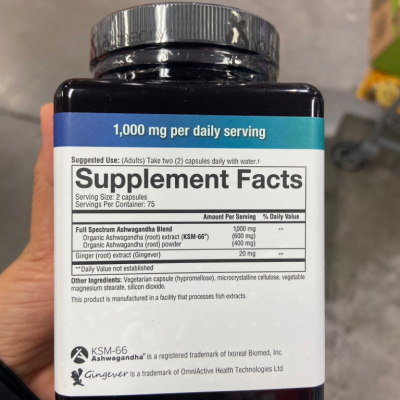 1,000 mg per daily serving
Suggested Use: (Adults) Take two (2) capsules daily with water.‡
Supplement Facts
Serving Size: 2 capsules
Servings Per Container: 75
Amount Per Serving % Daily Value
Full Spectrum Ashwagandha Blend 1,000 mg **
Organic Ashwagandha (root) extract (KSM-66®) (600 mg)
Organic Ashwagandha (root) powder (400 mg)
Ginger (root) extract (Gingever) 20 mg **
**Daily Value not established
Other Ingredients: Vegetarian capsule (hypromellose), microcrystalline cellulose, vegetable
magnesium stearate, silicon dioxide.
This product is manufactured in a facility that processes fish extracts.
KSM-66
Ashwagandha® is a registered trademark of Ixoreal Biomed, Inc.
Gingever is a trademark of OmniActive Health Technologies Ltd.